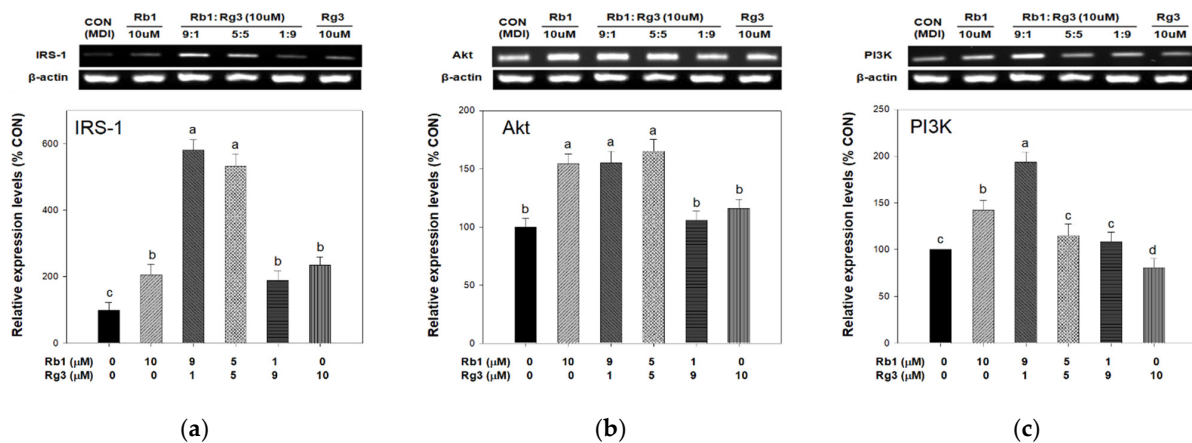 CON (MDI) Rb1 10uM Rb1:Rg3 (10uM) 9:1 5:5 1:9 Rg3 10uM
IRS-1
β-actin
Relative expression levels (% CON)
IRS-1
600
400
200
0
c b a a b b
Rb1 (μM) 0 10 9 5 1 0
Rg3 (μM) 0 0 1 5 9 10
(a)
CON (MDI) Rb1 10uM Rb1:Rg3 (10uM) 9:1 5:5 1:9 Rg3 10uM
Akt
β-actin
Relative expression levels (% CON)
Akt
200
150
100
50
0
b a a a b b
Rb1 (μM) 0 10 9 5 1 0
Rg3 (μM) 0 0 1 5 9 10
(b)
CON (MDI) Rb1 10uM Rb1:Rg3 (10uM) 9:1 5:5 1:9 Rg3 10uM
PI3K
β-actin
Relative expression levels (% CON)
PI3K
250
200
150
100
50
0
c b a c c d
Rb1 (μM) 0 10 9 5 1 0
Rg3 (μM) 0 0 1 5 9 10
(c)